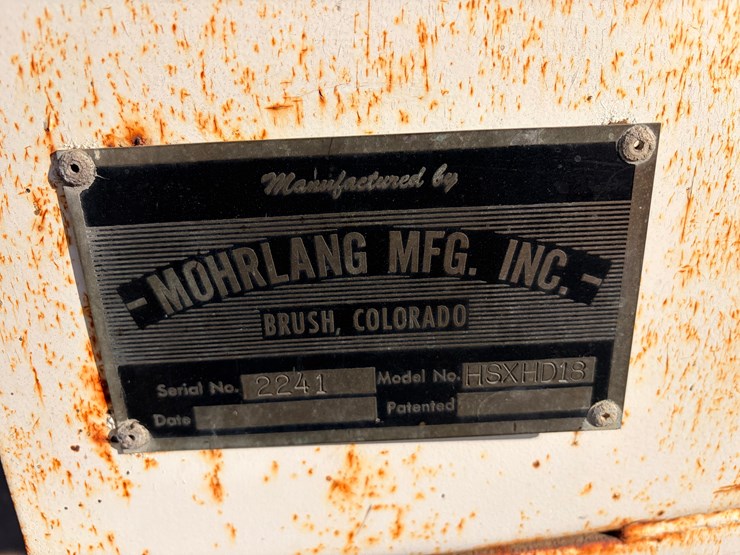 Manufactured by
- MOHRLANG MFG. INC. -
BRUSH, COLORADO
Serial No. 2241 Model No. HSXHD18
Date Patented